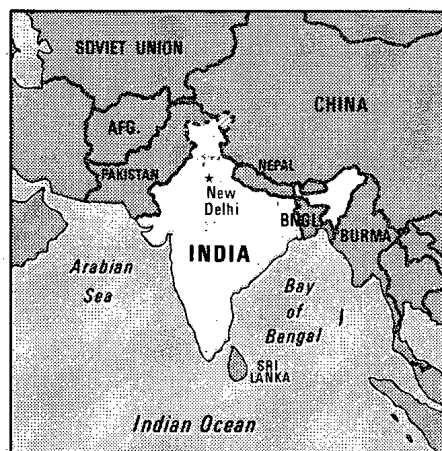 SOVIET UNION
CHINA
AFG.
PAKISTAN
NEPAL
New
Delhi
BNGL.
BURMA
INDIA
Arabian
Sea
Bay
of
Bengal
SRI
LANKA
Indian Ocean